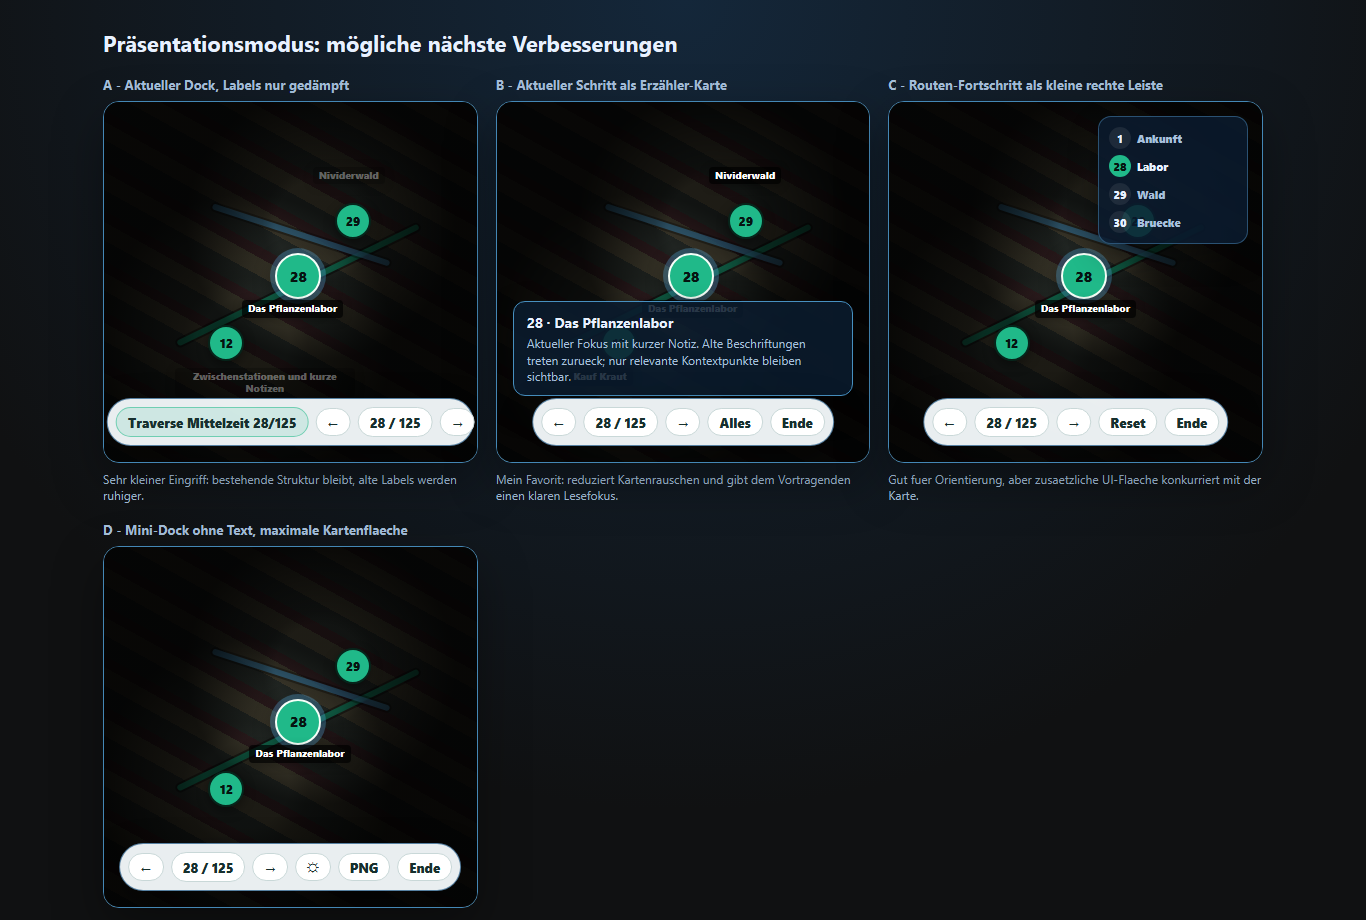 Präsentationsmodus: mögliche nächste Verbesserungen
A - Aktueller Dock, Labels nur gedämpft
Nividerwald
29
28
Das Pflanzenlabor
12
Zwischenstationen und kurze
Notizen
Traverse Mittelzeit 28/125 ← 28 / 125 →
Sehr kleiner Eingriff: bestehende Struktur bleibt, alte Labels werden
ruhiger.
B - Aktueller Schritt als Erzähler-Karte
Nividerwald
29
28
Das Pflanzenlabor
28 · Das Pflanzenlabor
Aktueller Fokus mit kurzer Notiz. Alte Beschriftungen
treten zurueck; nur relevante Kontextpunkte bleiben
sichtbar. Kauf Kraut
← 28 / 125 → Alles Ende
Mein Favorit: reduziert Kartenrauschen und gibt dem Vortragenden
einen klaren Lesefokus.
C - Routen-Fortschritt als kleine rechte Leiste
1 Ankunft
28 Labor
29 Wald
30 Bruecke
28
Das Pflanzenlabor
12
← 28 / 125 → Reset Ende
Gut fuer Orientierung, aber zusaetzliche UI-Flaeche konkurriert mit der
Karte.
D - Mini-Dock ohne Text, maximale Kartenflaeche
29
28
Das Pflanzenlabor
12
← 28 / 125 → ☼ PNG Ende